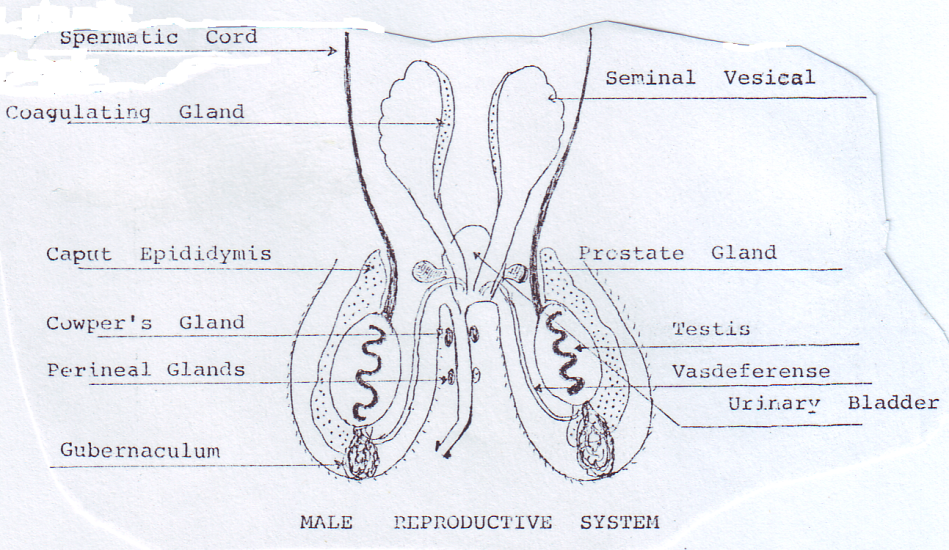 Spermatic Cord
Seminal Vesical
Coagulating Gland
Caput Epididymis
Prostate Gland
Cowper's Gland
Testis
Perineal Glands
Vasdeferense
Urinary Bladder
Gubernaculum
MALE REPRODUCTIVE SYSTEM